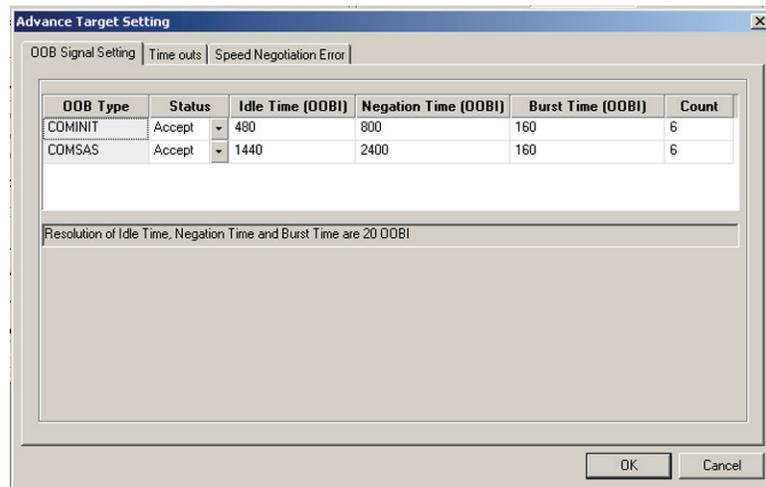 Advance Target Setting
OOB Signal Setting Time outs Speed Negotiation Error
OOB Type Status Idle Time (OOBI) Negation Time (OOBI) Burst Time (OOBI) Count
COMINIT Accept 480 800 160 6
COMSAS Accept 1440 2400 160 6
Resolution of Idle Time, Negation Time and Burst Time are 20 OOBI
OK Cancel